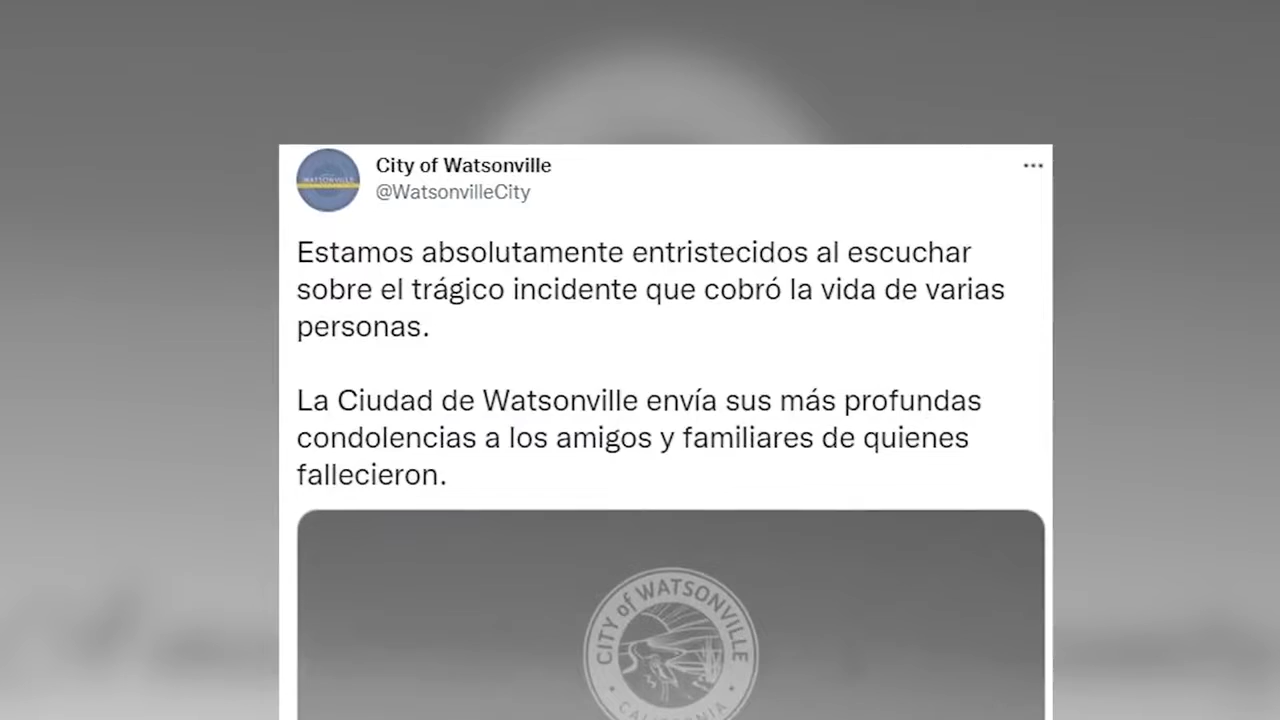 City of Watsonville
WATSONVILLE
@WatsonvilleCity
Estamos absolutamente entristecidos al escuchar
sobre el trágico incidente que cobró la vida de varias
personas.
La Ciudad de Watsonville envía sus más profundas
condolencias a los amigos y familiares de quienes
fallecieron.
CITY of WATSONVILLE
CALIFORNIA